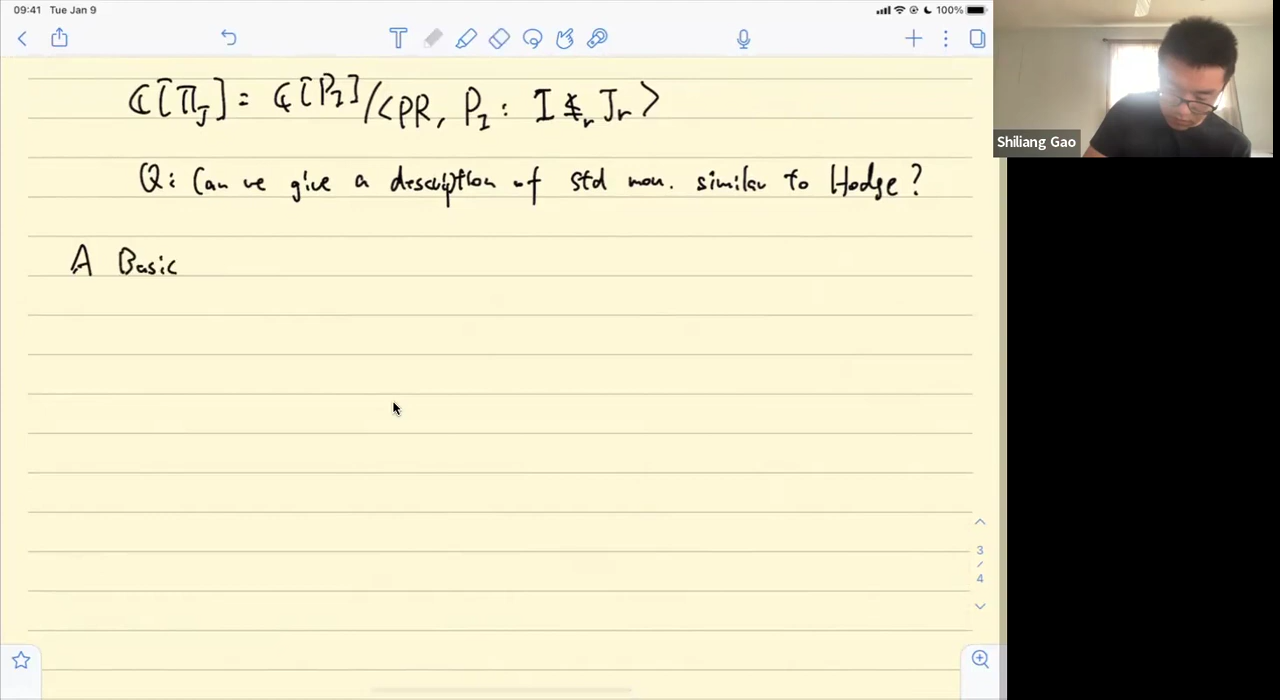 09:41 Tue Jan 9
100%
ℂ[Π_J] = ℂ[P_I]/<PR, P_I : I ≱_r J_r>
Q: Can we give a description of std mon. similar to Hodge?
A Basic
Shiliang Gao
3
/
4